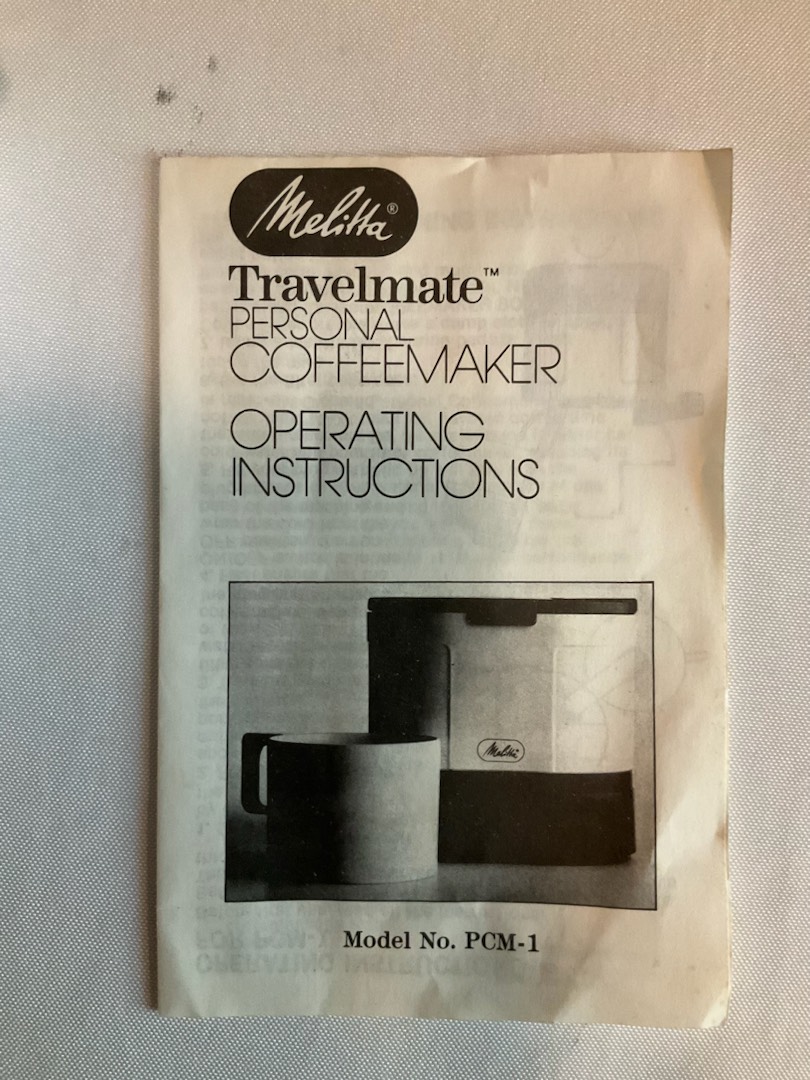 Melitta®
Travelmate™
PERSONAL
COFFEEMAKER
OPERATING
INSTRUCTIONS
Melitta
Model No. PCM-1